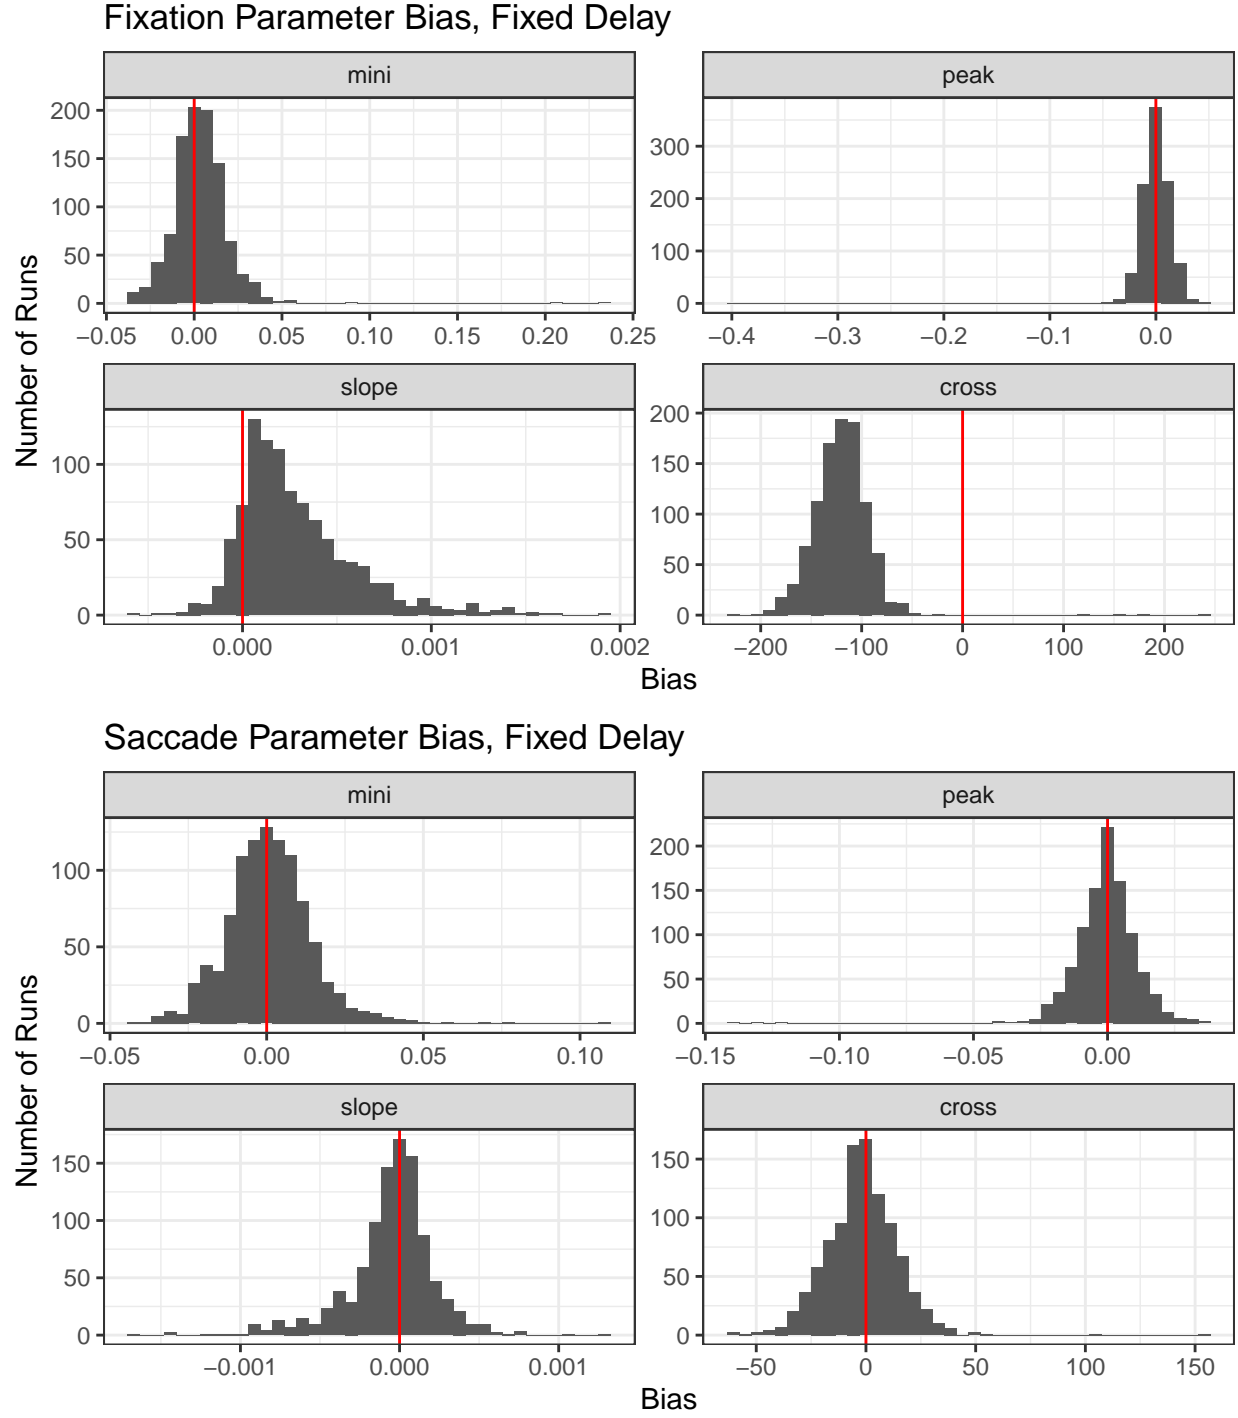 Fixation Parameter Bias, Fixed Delay
mini
peak
200
150
100
50
0
300
200
100
0
−0.05 0.00 0.05 0.10 0.15 0.20 0.25
−0.4 −0.3 −0.2 −0.1 0.0
Number of Runs
slope
cross
100
50
0
200
150
100
50
0
0.000 0.001 0.002
−200 −100 0 100 200
Bias
Saccade Parameter Bias, Fixed Delay
mini
peak
100
50
0
200
150
100
50
0
−0.05 0.00 0.05 0.10
−0.15 −0.10 −0.05 0.00
Number of Runs
slope
cross
150
100
50
0
150
100
50
0
−0.001 0.000 0.001
−50 0 50 100 150
Bias